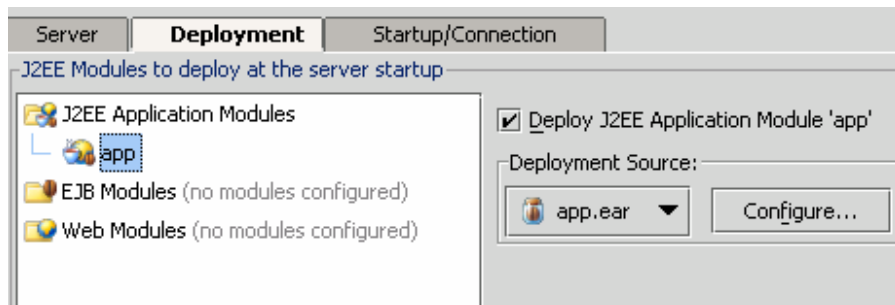 Server Deployment Startup/Connection
J2EE Modules to deploy at the server startup
J2EE Application Modules
app
EJB Modules (no modules configured)
Web Modules (no modules configured)
Deploy J2EE Application Module 'app'
Deployment Source:
app.ear Configure...